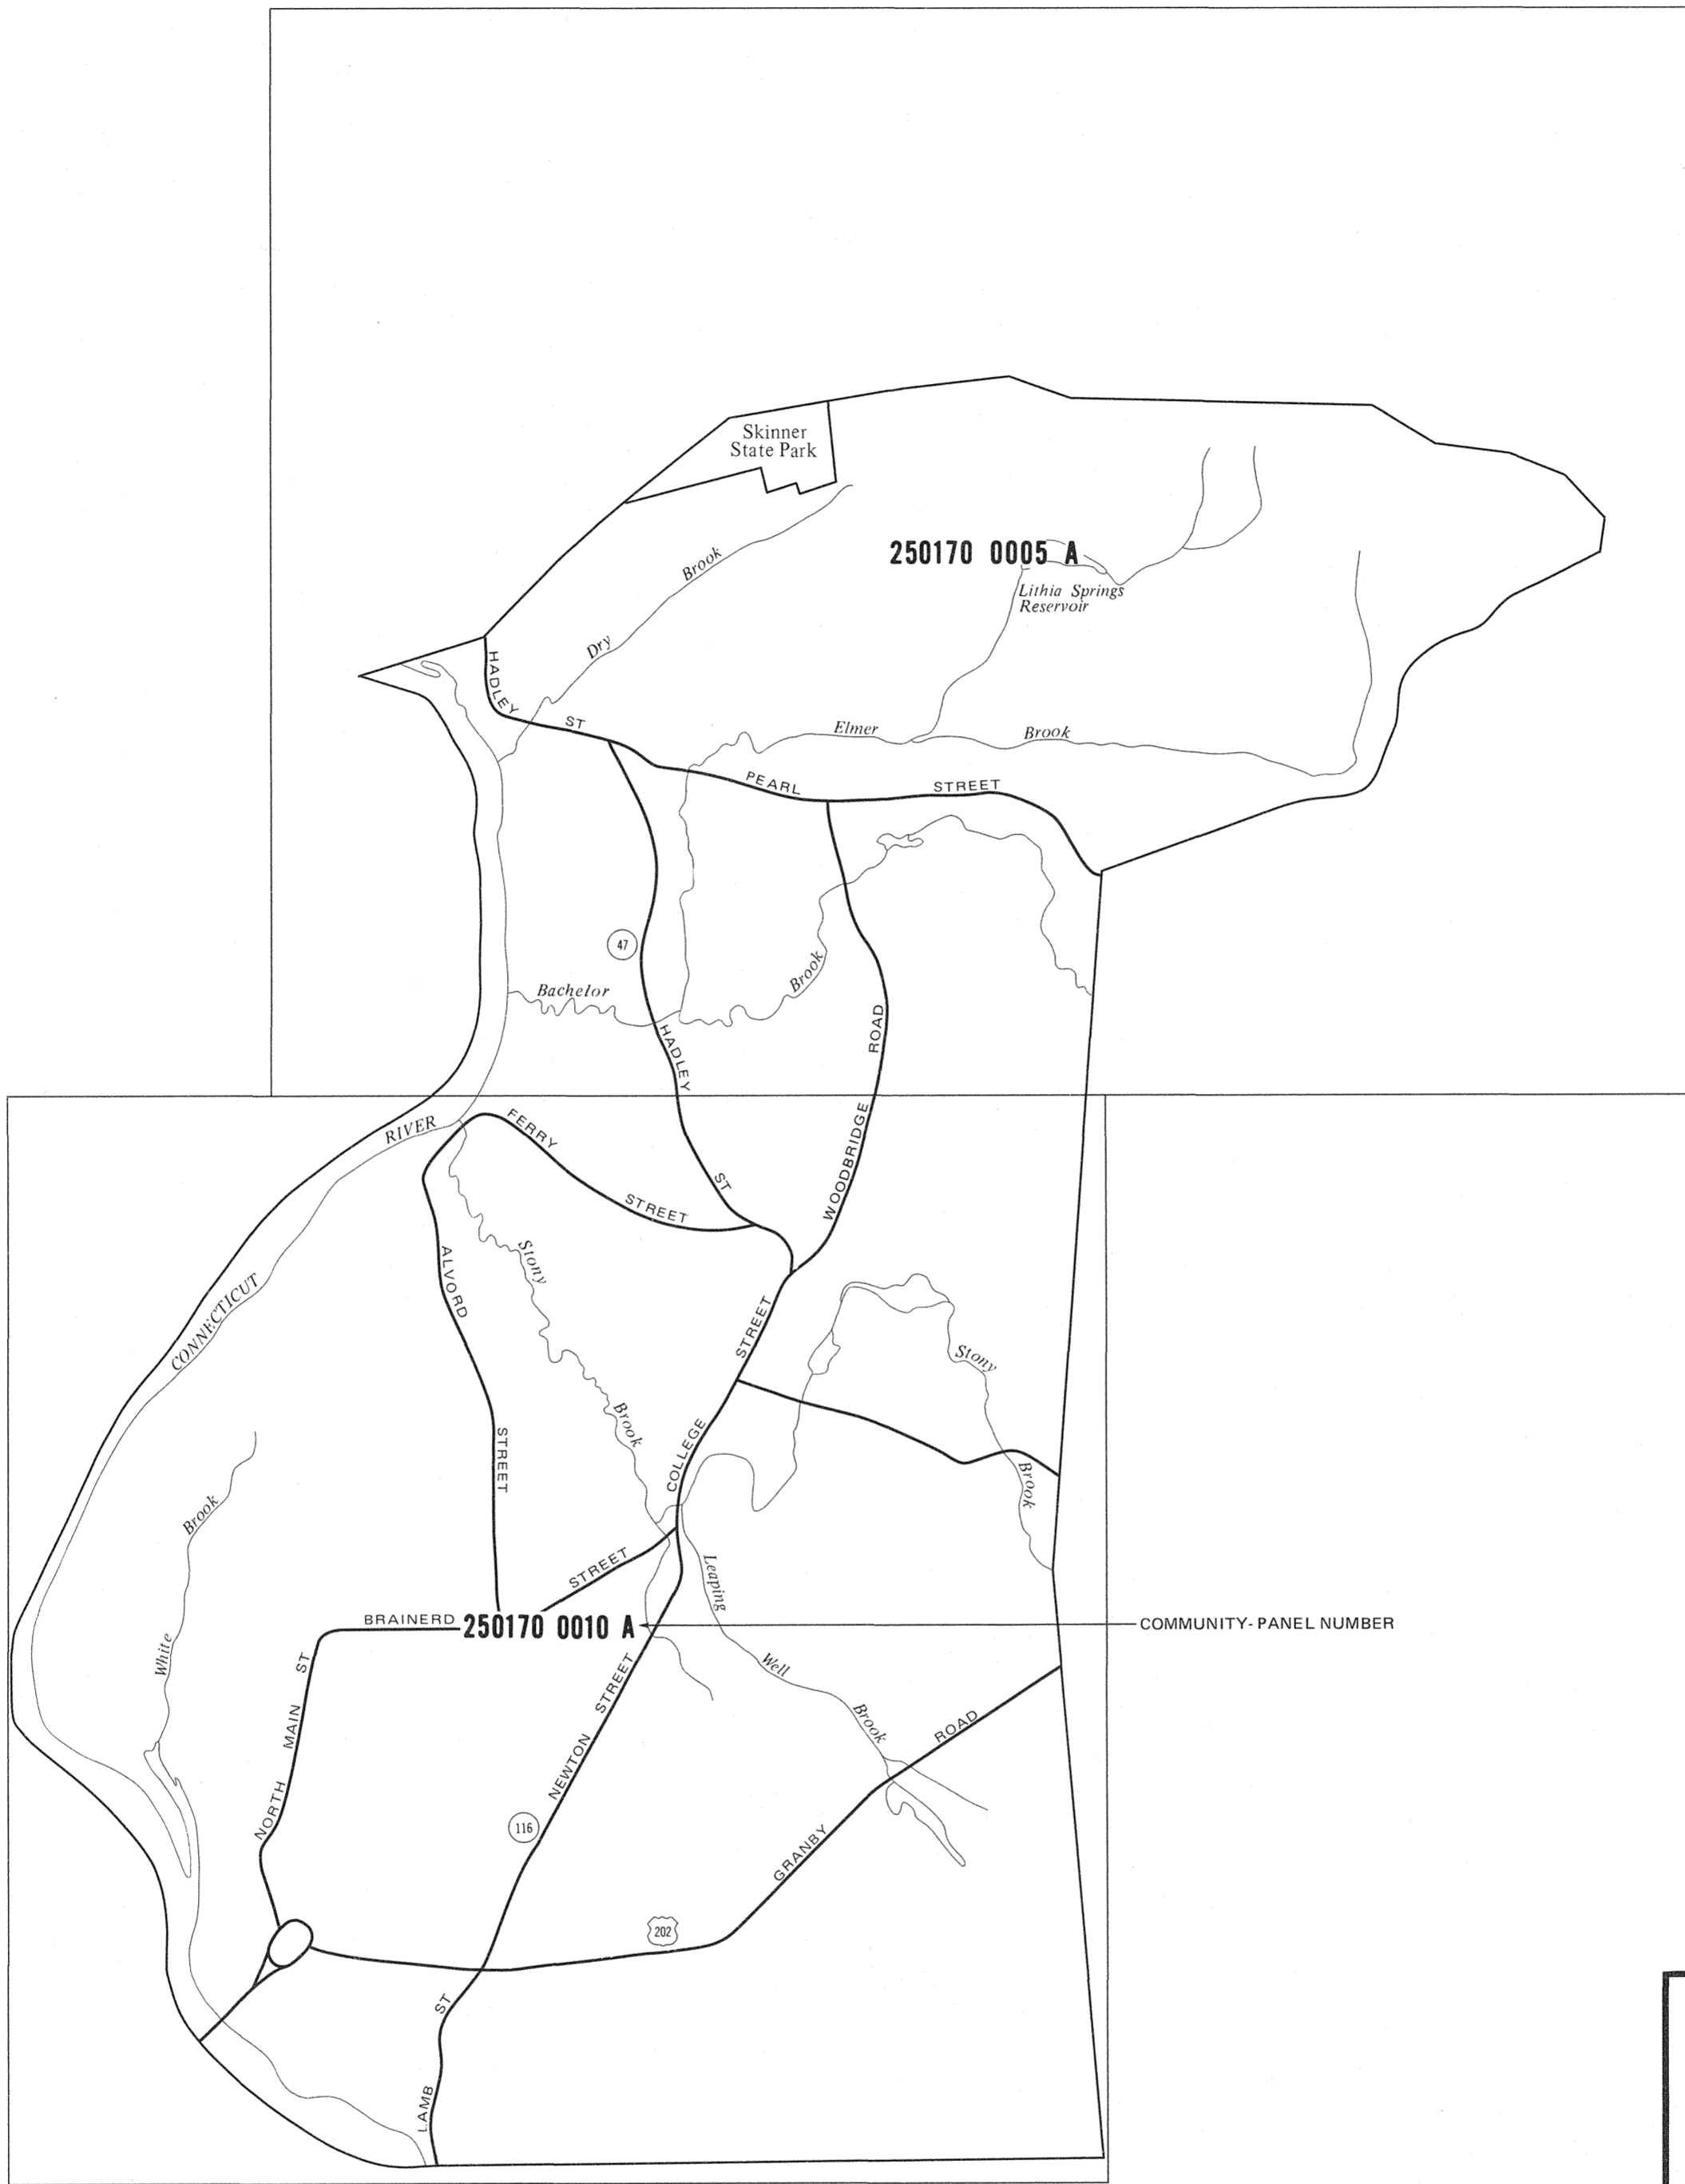 Skinner
State Park
250170 0005 A
Lithia Springs
Reservoir
Dry Brook
HADLEY ST
Elmer Brook
PEARL STREET
47
Bachelor Brook
HADLEY ST
WOODBRIDGE ROAD
CONNECTICUT RIVER
FERRY STREET
ALVORD STREET
Stony Brook
COLLEGE STREET
Stony Brook
White Brook
BRAINERD STREET
250170 0010 A
COMMUNITY-PANEL NUMBER
Leaping Well Brook
NORTH MAIN ST
NEWTON STREET
116
GRANBY ROAD
202
LAMB ST